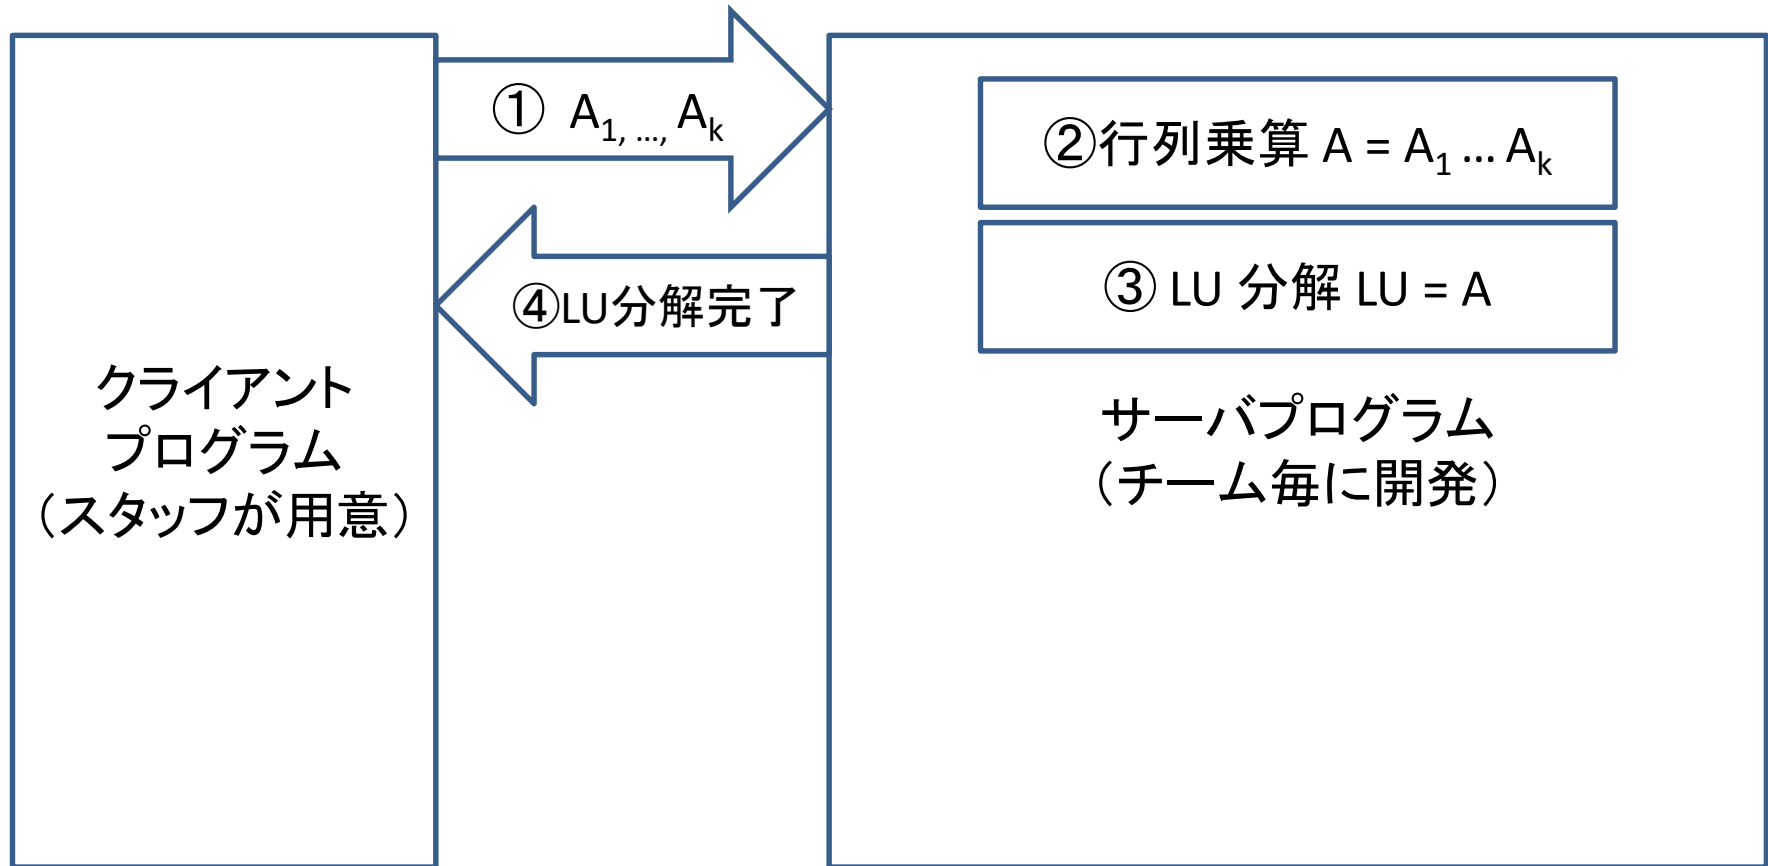 ① A1, ..., Ak
②行列乗算 A = A1 ... Ak
③ LU 分解 LU = A
④LU分解完了
クライアント
プログラム
（スタッフが用意）
サーバプログラム
（チーム毎に開発）